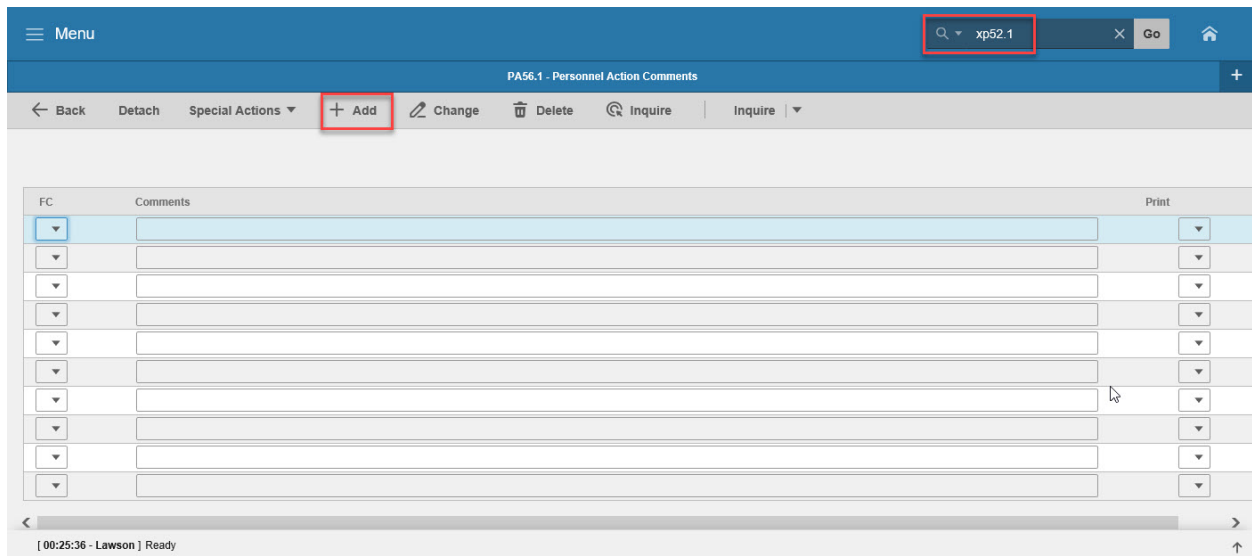 Menu xp52.1 Go
PA56.1 - Personnel Action Comments +
Back Detach Special Actions Add Change Delete Inquire Inquire
FC Comments Print
[ 00:25:36 - Lawson ] Ready